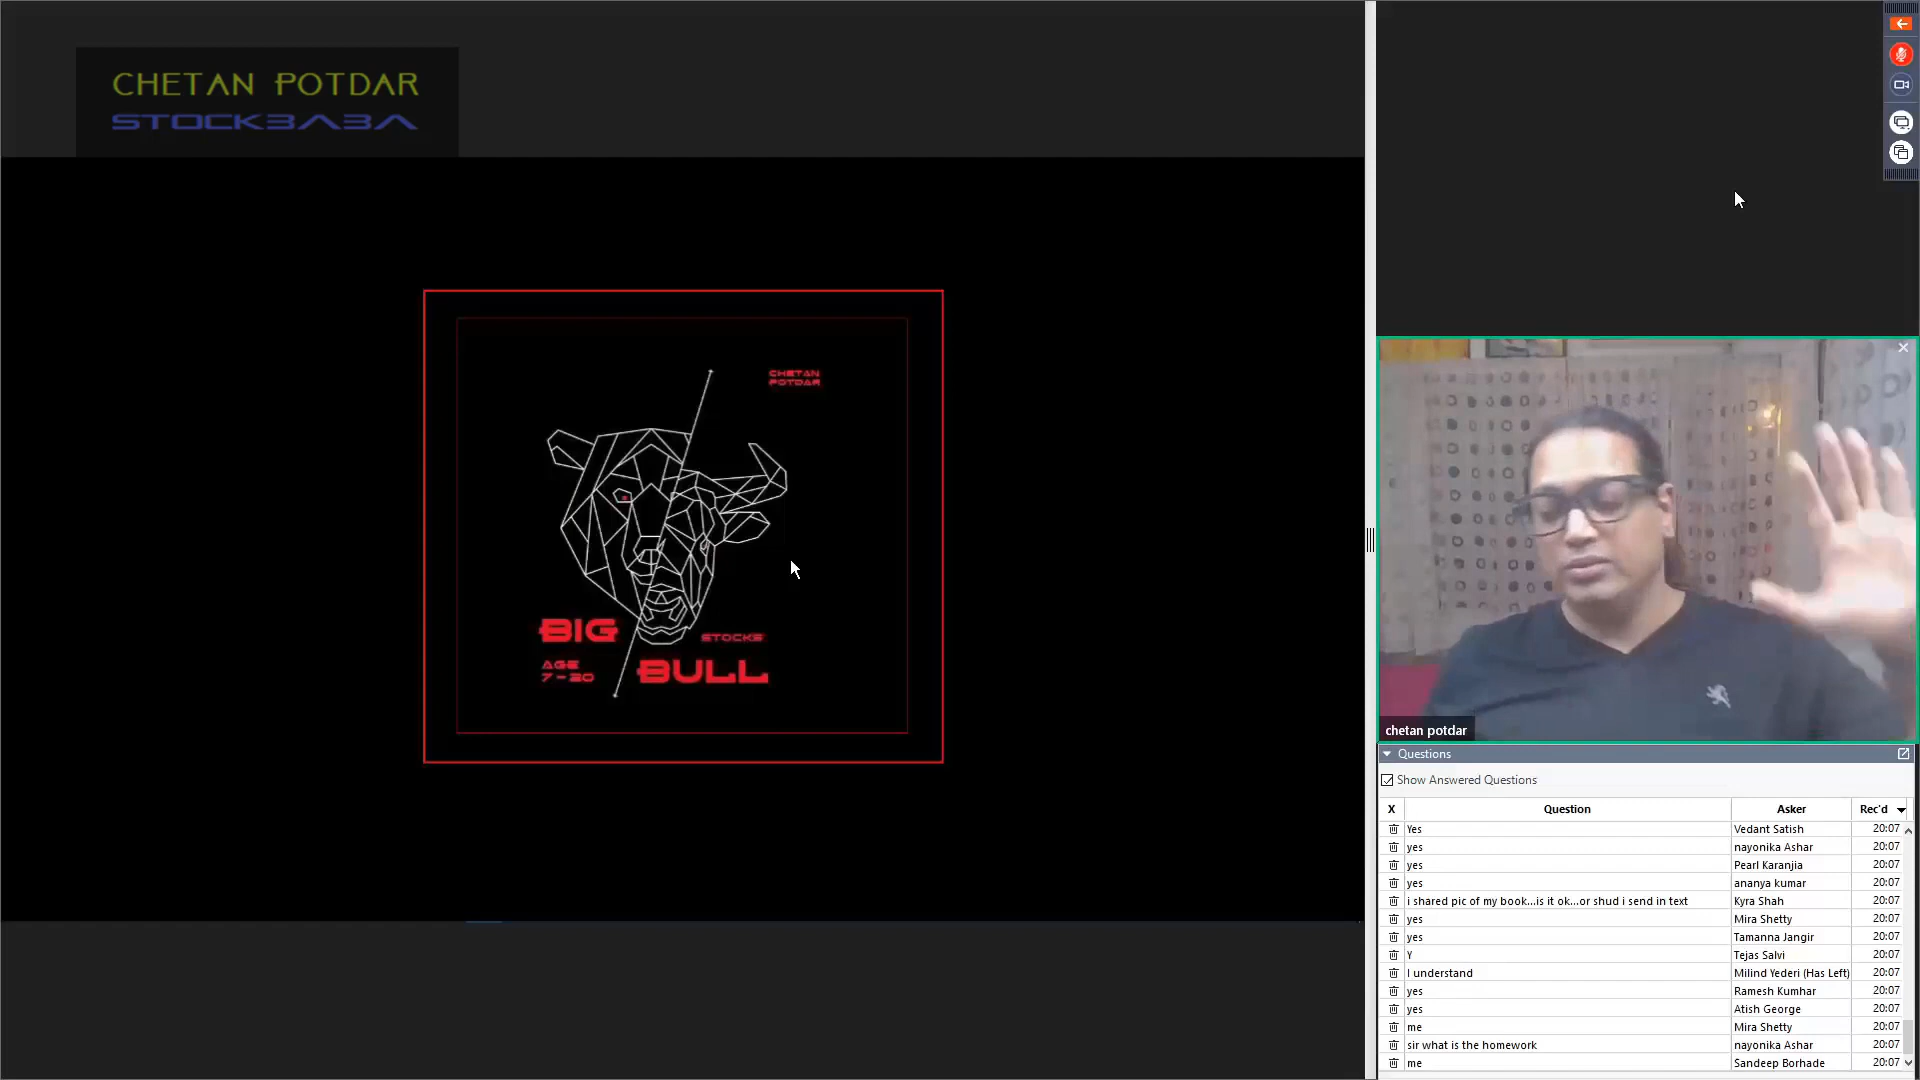 CHETAN POTDAR
STOCKBABA
CHETAN
POTDAR
BIG
STOCKS
AGE
7-20
BULL
chetan potdar
Questions
Show Answered Questions
X Question Asker Rec'd
Yes Vedant Satish 20:07
yes nayonika Ashar 20:07
yes Pearl Karanjia 20:07
yes ananya kumar 20:07
i shared pic of my book...is it ok...or shud i send in text Kyra Shah 20:07
yes Mira Shetty 20:07
yes Tamanna Jangir 20:07
Y Tejas Salvi 20:07
I understand Milind Yederi (Has Left) 20:07
yes Ramesh Kumhar 20:07
yes Atish George 20:07
me Mira Shetty 20:07
sir what is the homework nayonika Ashar 20:07
me Sandeep Borhade 20:07